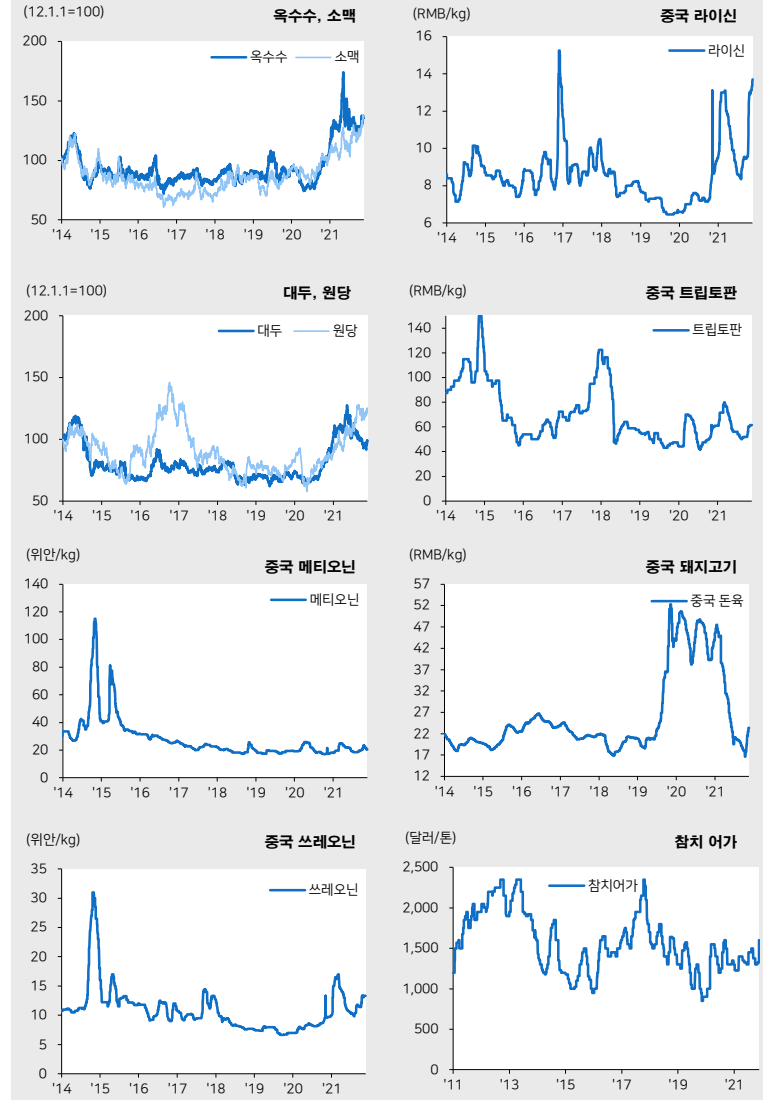 (12.1.1=100)
옥수수, 소맥
200
150
100
50
옥수수
소맥
'14 '15 '16 '17 '18 '19 '20 '21
(RMB/kg)
중국 라이신
16
14
12
10
8
6
라이신
'14 '15 '16 '17 '18 '19 '20 '21
(12.1.1=100)
대두, 원당
200
150
100
50
대두
원당
'14 '15 '16 '17 '18 '19 '20 '21
(RMB/kg)
중국 트립토판
140
120
100
80
60
40
20
0
트립토판
'14 '15 '16 '17 '18 '19 '20 '21
(위안/kg)
중국 메티오닌
140
120
100
80
60
40
20
0
메티오닌
'14 '15 '16 '17 '18 '19 '20 '21
(RMB/kg)
중국 돼지고기
57
52
47
42
37
32
27
22
17
12
중국 돈육
'14 '15 '16 '17 '18 '19 '20 '21
(위안/kg)
중국 쓰레오닌
35
30
25
20
15
10
5
0
쓰레오닌
'14 '15 '16 '17 '18 '19 '20 '21
(달러/톤)
참치 어가
2,500
2,000
1,500
1,000
500
0
참치어가
'11 '13 '15 '17 '19 '21